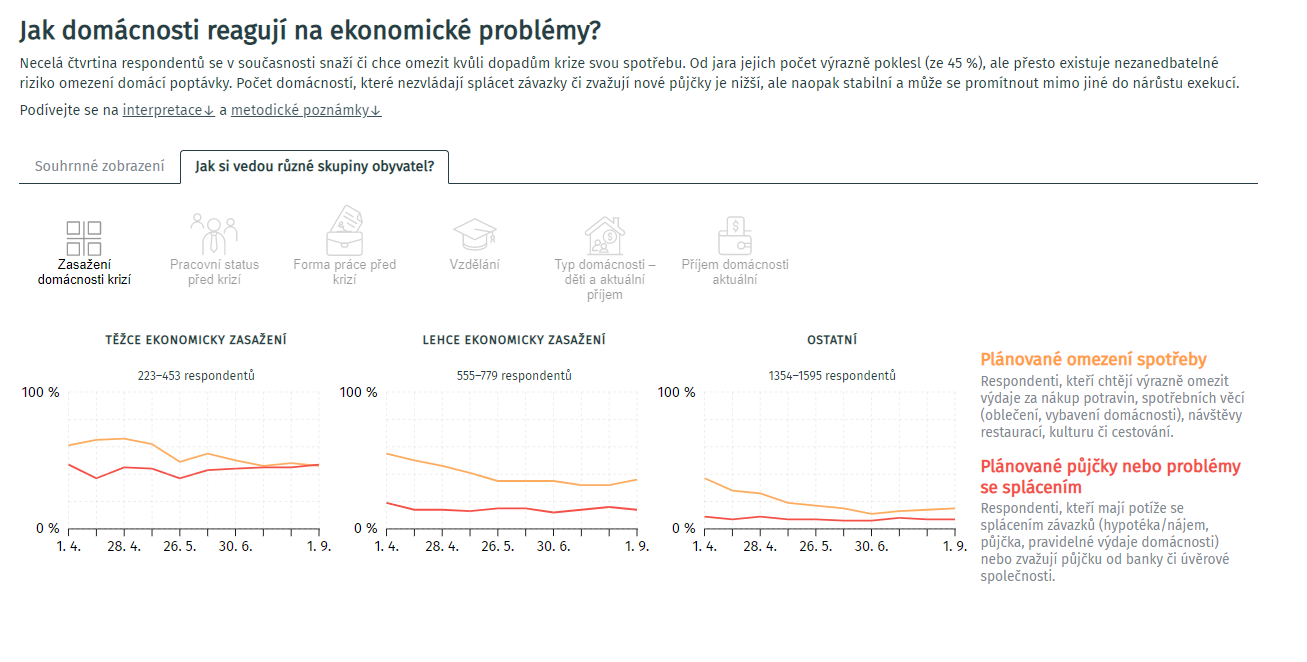 Jak domácnosti reagují na ekonomické problémy?
Necelá čtvrtina respondentů se v současnosti snaží či chce omezit kvůli dopadům krize svou spotřebu. Od jara jejich počet výrazně poklesl (ze 45 %), ale přesto existuje nezanedbatelné
riziko omezení domácí poptávky. Počet domácností, které nezvládají splácet závazky či zvažují nové půjčky je nižší, ale naopak stabilní a může se promítnout mimo jiné do nárůstu exekucí.
Podívejte se na interpretace↓ a metodické poznámky↓
Souhrnné zobrazení
Jak si vedou různé skupiny obyvatel?
Zasažení
domácnosti krizí
Pracovní status
před krizí
Forma práce před
krizí
Vzdělání
Typ domácnosti –
děti a aktuální
příjem
Příjem domácnosti
aktuální
TĚŽCE EKONOMICKY ZASAŽENÍ
223–453 respondentů
100 %
0 %
1. 4. 28. 4. 26. 5. 30. 6. 1. 9.
LEHCE EKONOMICKY ZASAŽENÍ
555–779 respondentů
100 %
0 %
1. 4. 28. 4. 26. 5. 30. 6. 1. 9.
OSTATNÍ
1354–1595 respondentů
100 %
0 %
1. 4. 28. 4. 26. 5. 30. 6. 1. 9.
Plánované omezení spotřeby
Respondenti, kteří chtějí výrazně omezit
výdaje za nákup potravin, spotřebních věcí
(oblečení, vybavení domácnosti), návštěvy
restaurací, kulturu či cestování.
Plánované půjčky nebo problémy
se splácením
Respondenti, kteří mají potíže se
splácením závazků (hypotéka/nájem,
půjčka, pravidelné výdaje domácnosti)
nebo zvažují půjčku od banky či úvěrové
společnosti.